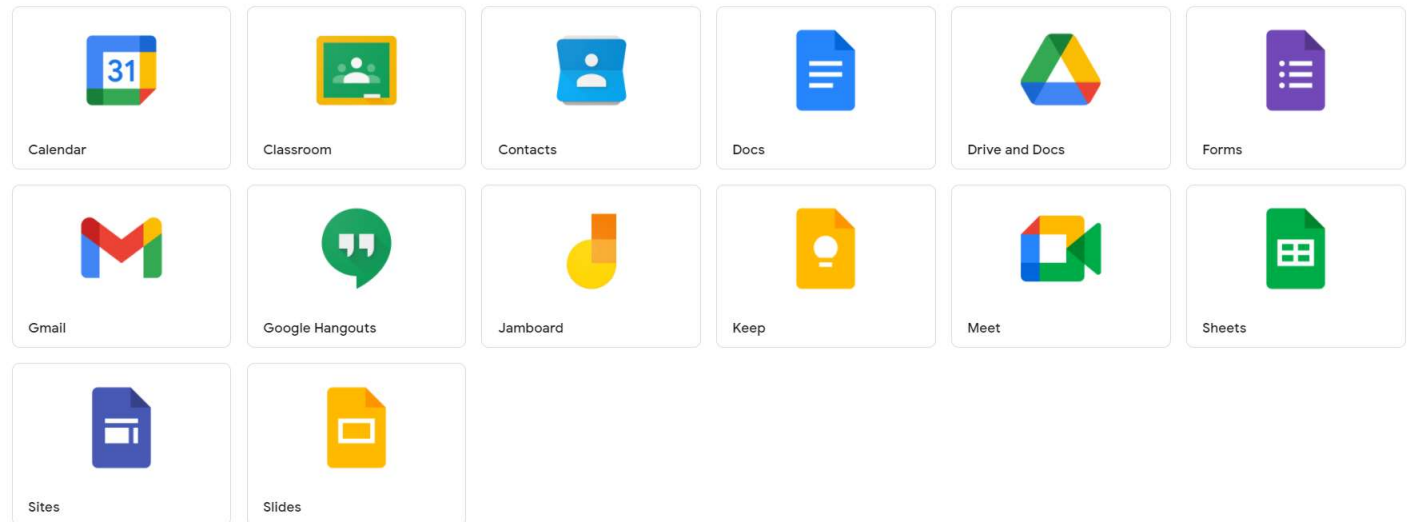 31
Calendar
Classroom
Contacts
Docs
Drive and Docs
Forms
Gmail
Google Hangouts
Jamboard
Keep
Meet
Sheets
Sites
Slides